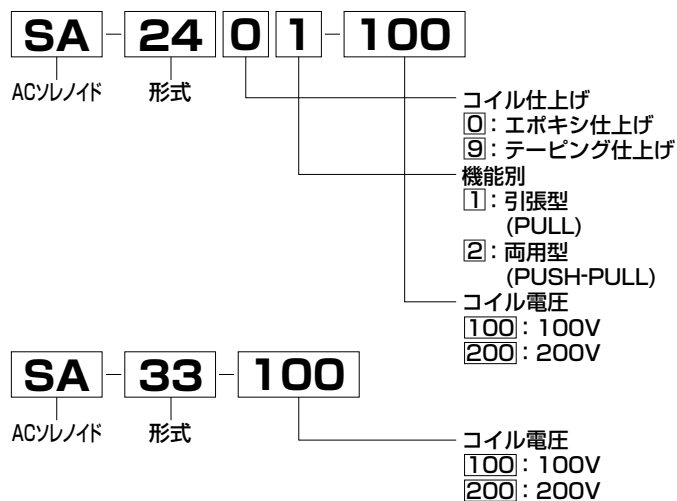 SA-2401-100
ACソレノイド 形式
コイル仕上げ
0：エポキシ仕上げ
9：テーピング仕上げ
機能別
1：引張型
(PULL)
2：両用型
(PUSH-PULL)
コイル電圧
100：100V
200：200V
SA-33-100
ACソレノイド 形式
コイル電圧
100：100V
200：200V